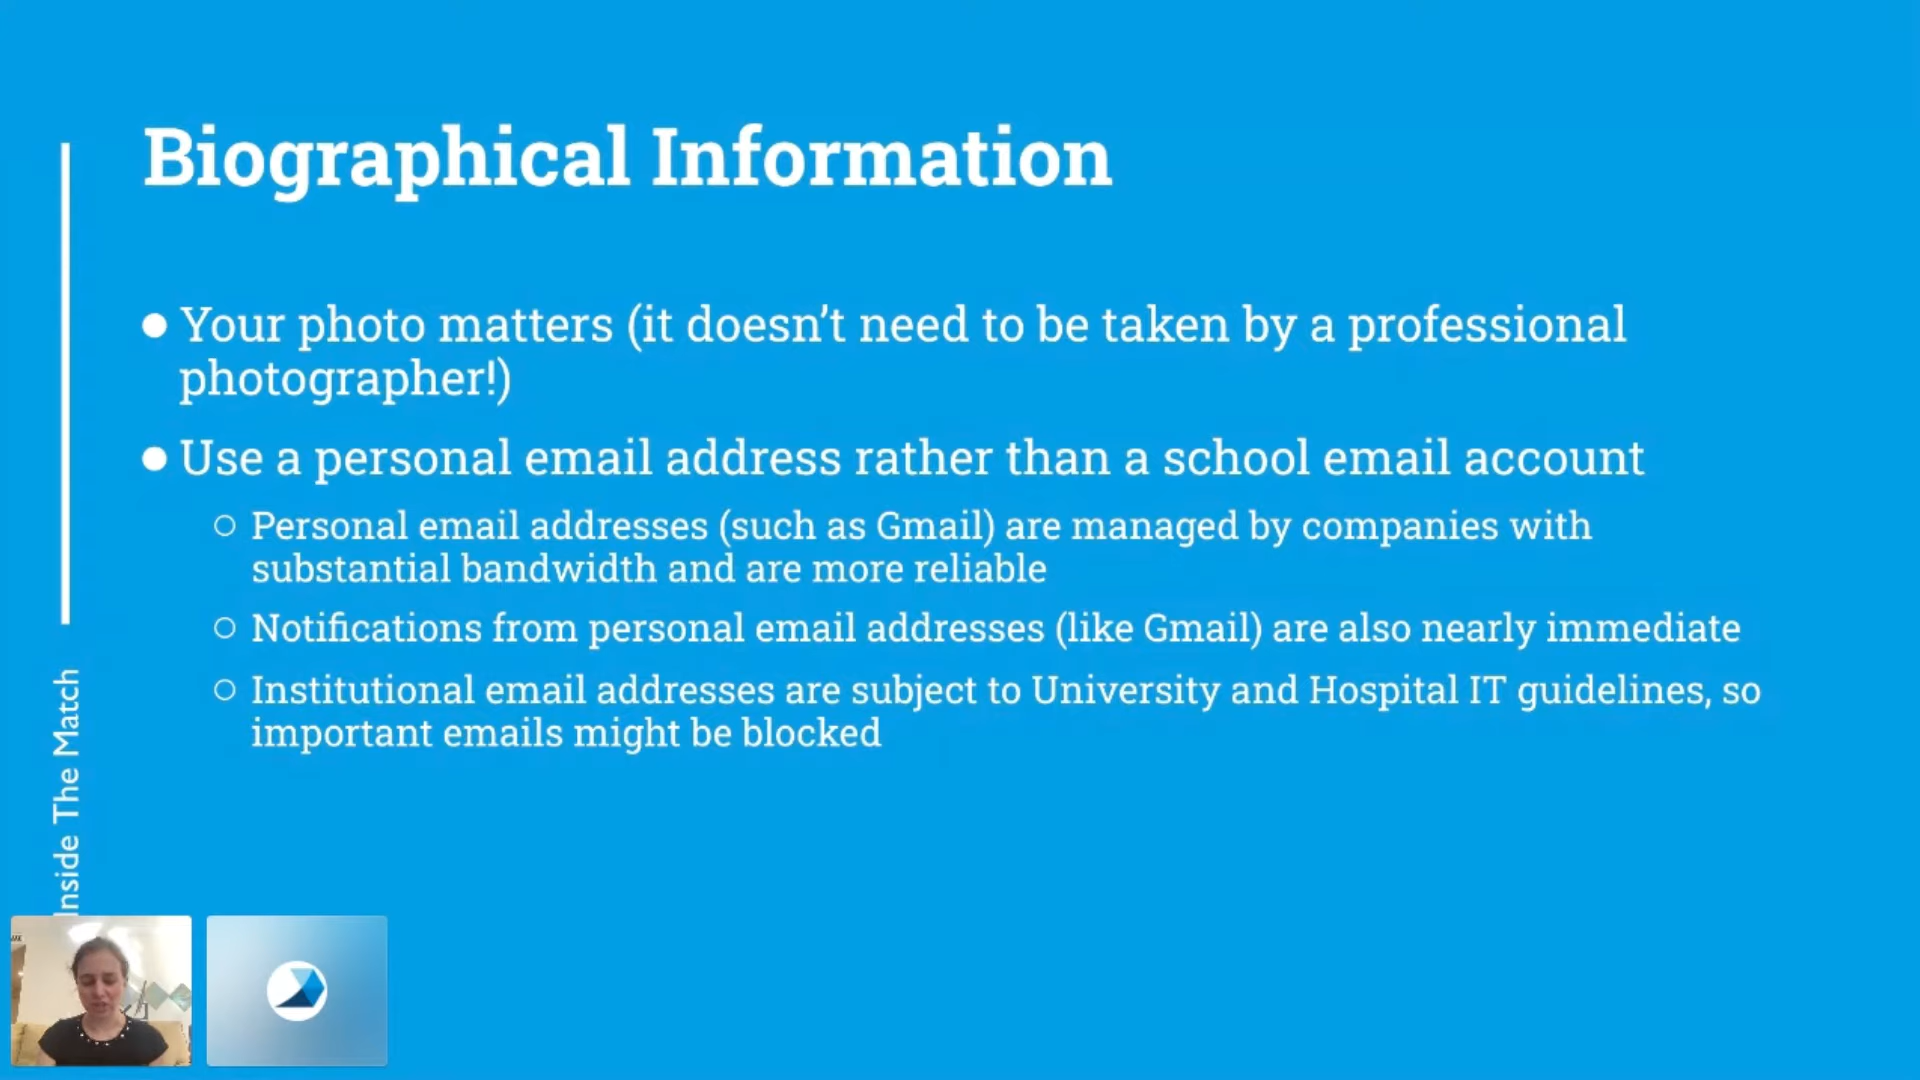 Biographical Information
● Your photo matters (it doesn’t need to be taken by a professional
photographer!)
● Use a personal email address rather than a school email account
○ Personal email addresses (such as Gmail) are managed by companies with
substantial bandwidth and are more reliable
○ Notifications from personal email addresses (like Gmail) are also nearly immediate
○ Institutional email addresses are subject to University and Hospital IT guidelines, so
important emails might be blocked
Inside The Match